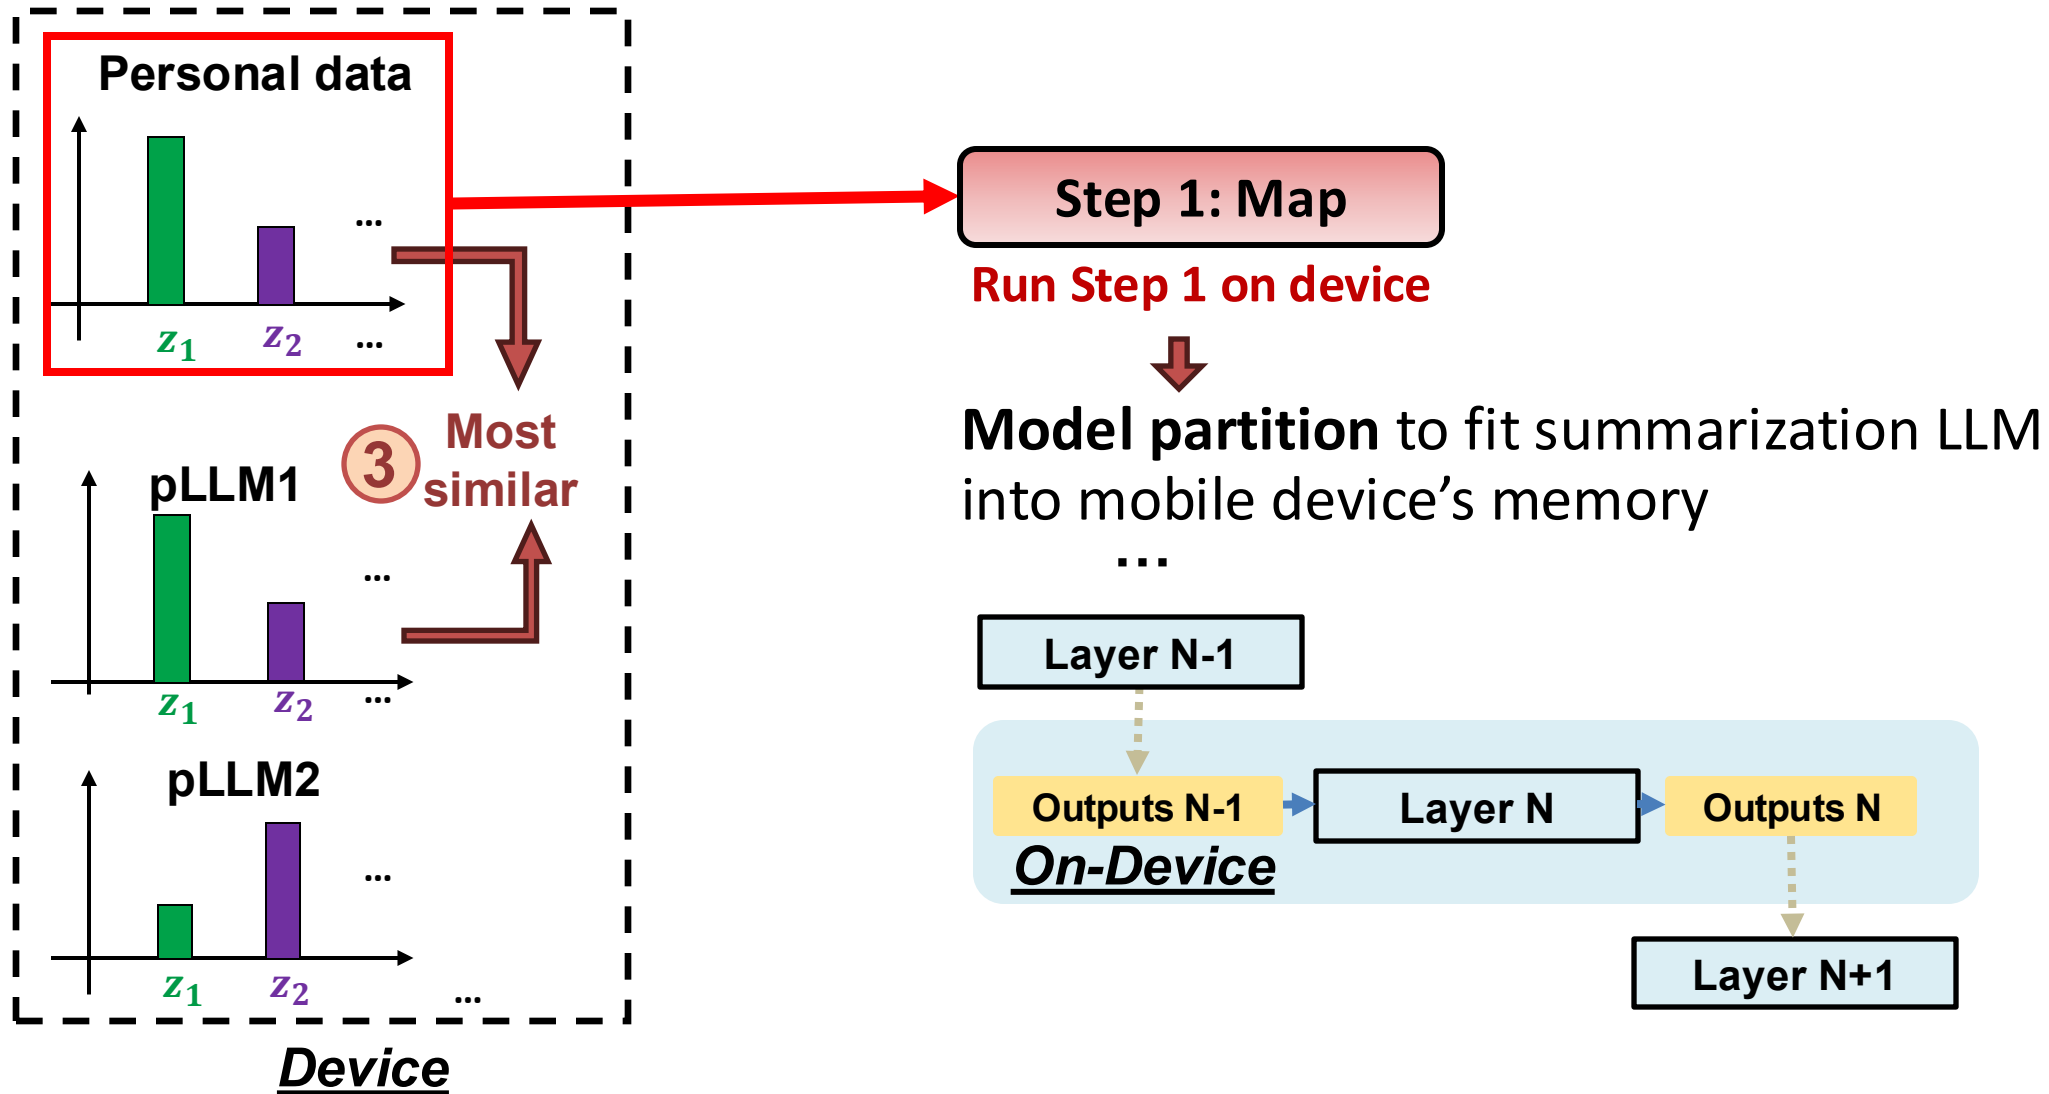 Personal data
...
z1
z2
...
3
Most
similar
pLLM1
...
z1
z2
...
pLLM2
...
z1
z2
...
Device
Step 1: Map
Run Step 1 on device
Model partition to fit summarization LLM
into mobile device’s memory
...
Layer N-1
Outputs N-1
Layer N
Outputs N
On-Device
Layer N+1